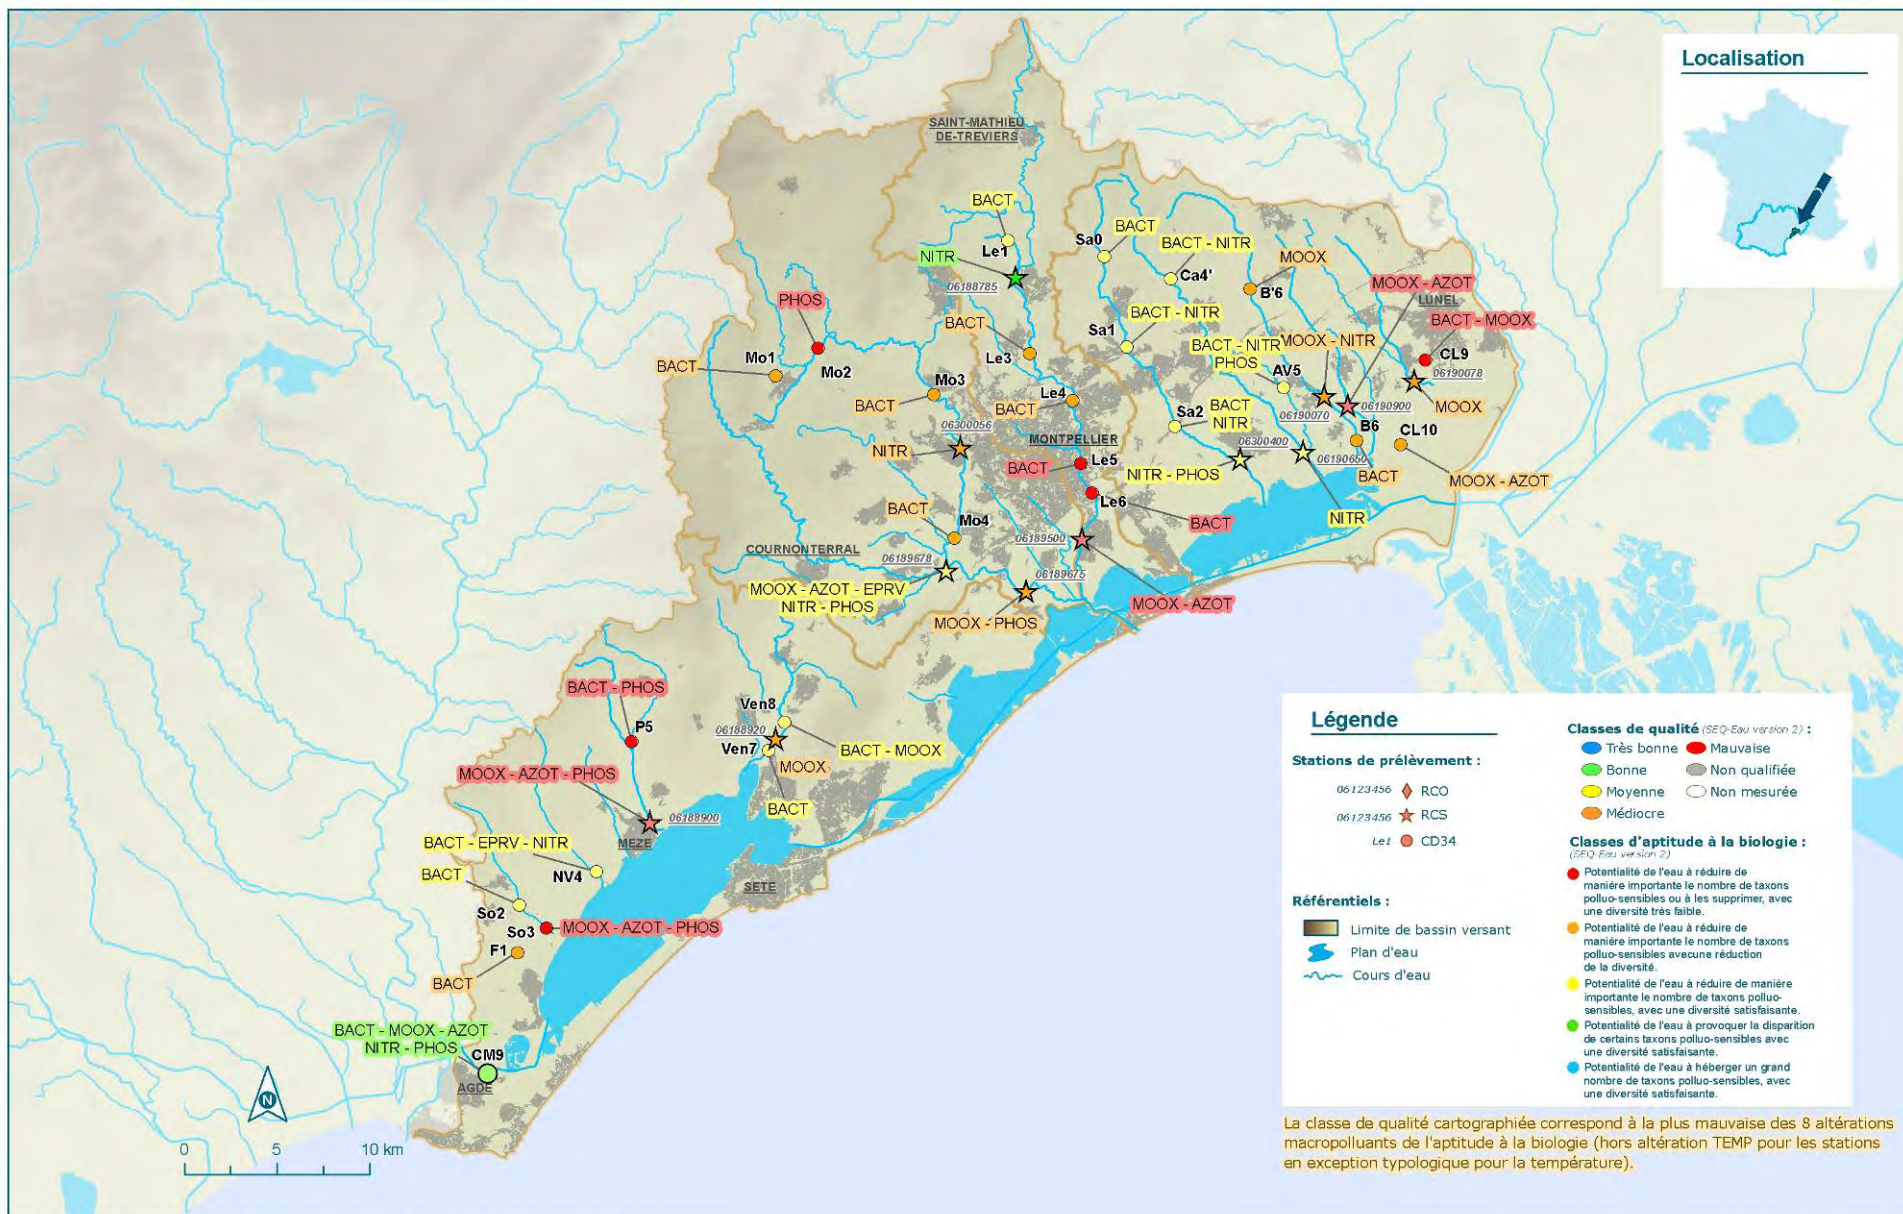 Localisation
SAINT-MATHIEU
DE-TREVIERS
BACT
Le1
NITR
06188785
Sa0
BACT
BACT - NITR
Ca4'
MOOX
B'6
MOOX - AZOT
LUNEL
BACT - MOOX
CL9
06190078
MOOX
PHOS
Mo1
Mo2
BACT
BACT
Le3
Sa1
BACT - NITR
BACT - NITR
PHOS
MOOX - NITR
AV5
06190070
06190900
Mo3
BACT
06300056
NITR
Le4
BACT
MONTPELLIER
BACT
Le5
Le6
BACT
Sa2
BACT
NITR
06300400
NITR - PHOS
06190650
NITR
B6
BACT
CL10
MOOX - AZOT
BACT
Mo4
COURNONTERRAL
06189678
06189500
06189675
MOOX - AZOT - EPRV
NITR - PHOS
MOOX - PHOS
MOOX - AZOT
BACT - PHOS
P5
Ven8
06188920
Ven7
BACT - MOOX
MOOX
BACT
MOOX - AZOT - PHOS
06188900
MEZE
BACT - EPRV - NITR
NV4
BACT
So2
So3
MOOX - AZOT - PHOS
F1
BACT
SETE
BACT - MOOX - AZOT
NITR - PHOS
CM9
AGDE
N
0 5 10 km
Légende
Stations de prélèvement :
06123456 RCO
06123456 RCS
Le1 CD34
Référentiels :
Limite de bassin versant
Plan d'eau
Cours d'eau
Classes de qualité (SEQ-Eau version 2) :
Très bonne
Mauvaise
Bonne
Non qualifiée
Moyenne
Non mesurée
Médiocre
Classes d'aptitude à la biologie :
(SEQ-Eau version 2)
Potentialité de l'eau à réduire de
manière importante le nombre de taxons
polluo-sensibles ou à les supprimer, avec
une diversité très faible.
Potentialité de l'eau à réduire de
manière importante le nombre de taxons
polluo-sensibles avecune réduction
de la diversité.
Potentialité de l'eau à réduire de manière
importante le nombre de taxons polluo-
sensibles, avec une diversité satisfaisante.
Potentialité de l'eau à provoquer la disparition
de certains taxons polluo-sensibles avec
une diversité satisfaisante.
Potentialité de l'eau à héberger un grand
nombre de taxons polluo-sensibles, avec
une diversité satisfaisante.
La classe de qualité cartographiée correspond à la plus mauvaise des 8 altérations
macropolluants de l'aptitude à la biologie (hors altération TEMP pour les stations
en exception typologique pour la température).